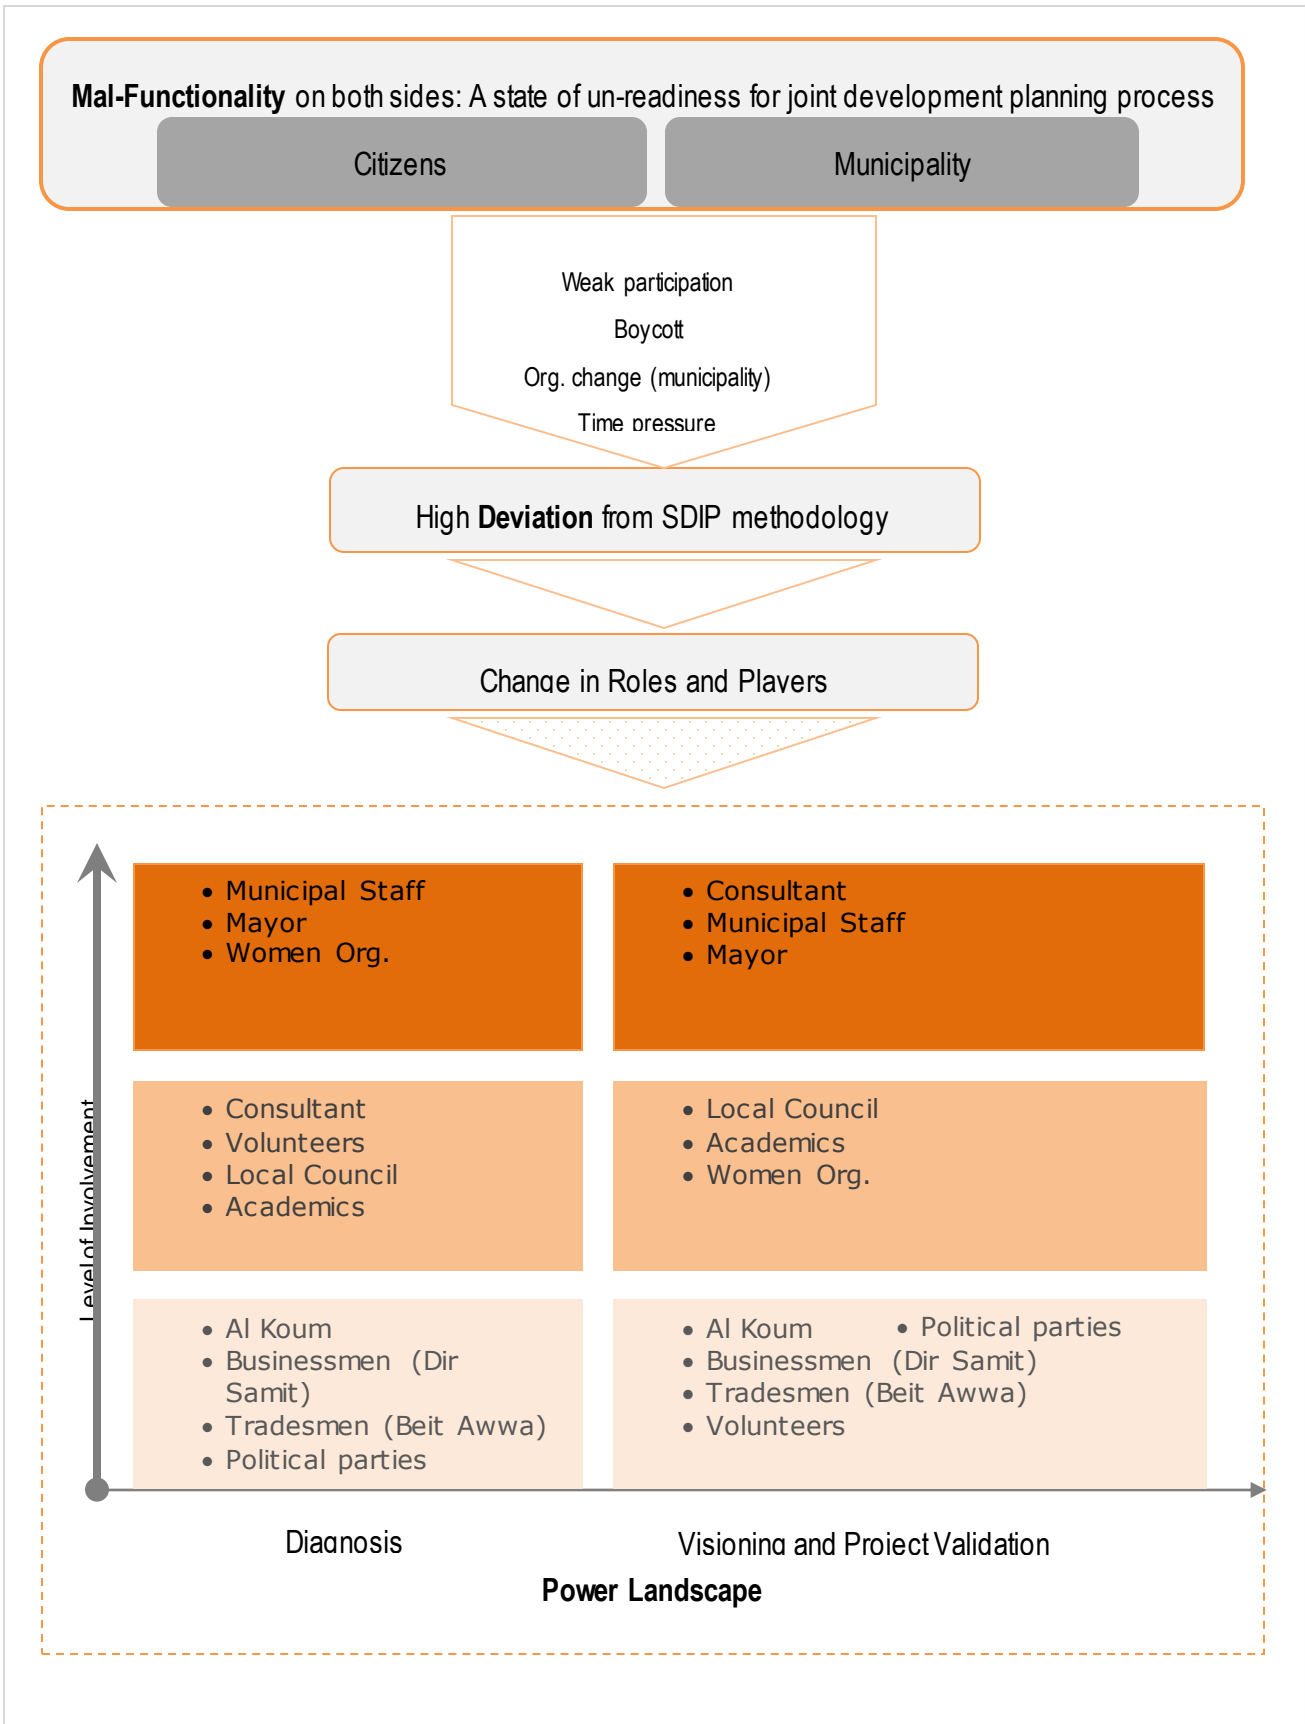 Mal-Functionality on both sides: A state of un-readiness for joint development planning process
Citizens
Municipality
Weak participation
Boycott
Org. change (municipality)
Time pressure
High Deviation from SDIP methodology
Change in Roles and Players
Level of Involvement
• Municipal Staff
• Mayor
• Women Org.
• Consultant
• Municipal Staff
• Mayor
• Consultant
• Volunteers
• Local Council
• Academics
• Local Council
• Academics
• Women Org.
• Al Koum
• Businessmen (Dir
Samit)
• Tradesmen (Beit Awwa)
• Political parties
• Al Koum
• Political parties
• Businessmen (Dir Samit)
• Tradesmen (Beit Awwa)
• Volunteers
Diagnosis
Visioning and Project Validation
Power Landscape